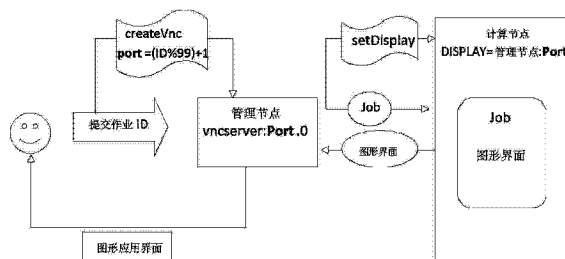 createVnc
port =(ID%99)+1
提交作业 ID
管理节点
vncserver:Port.0
图形应用界面
setDisplay
Job
图形界面
计算节点
DISPLAY=管理节点:Port
Job
图形界面